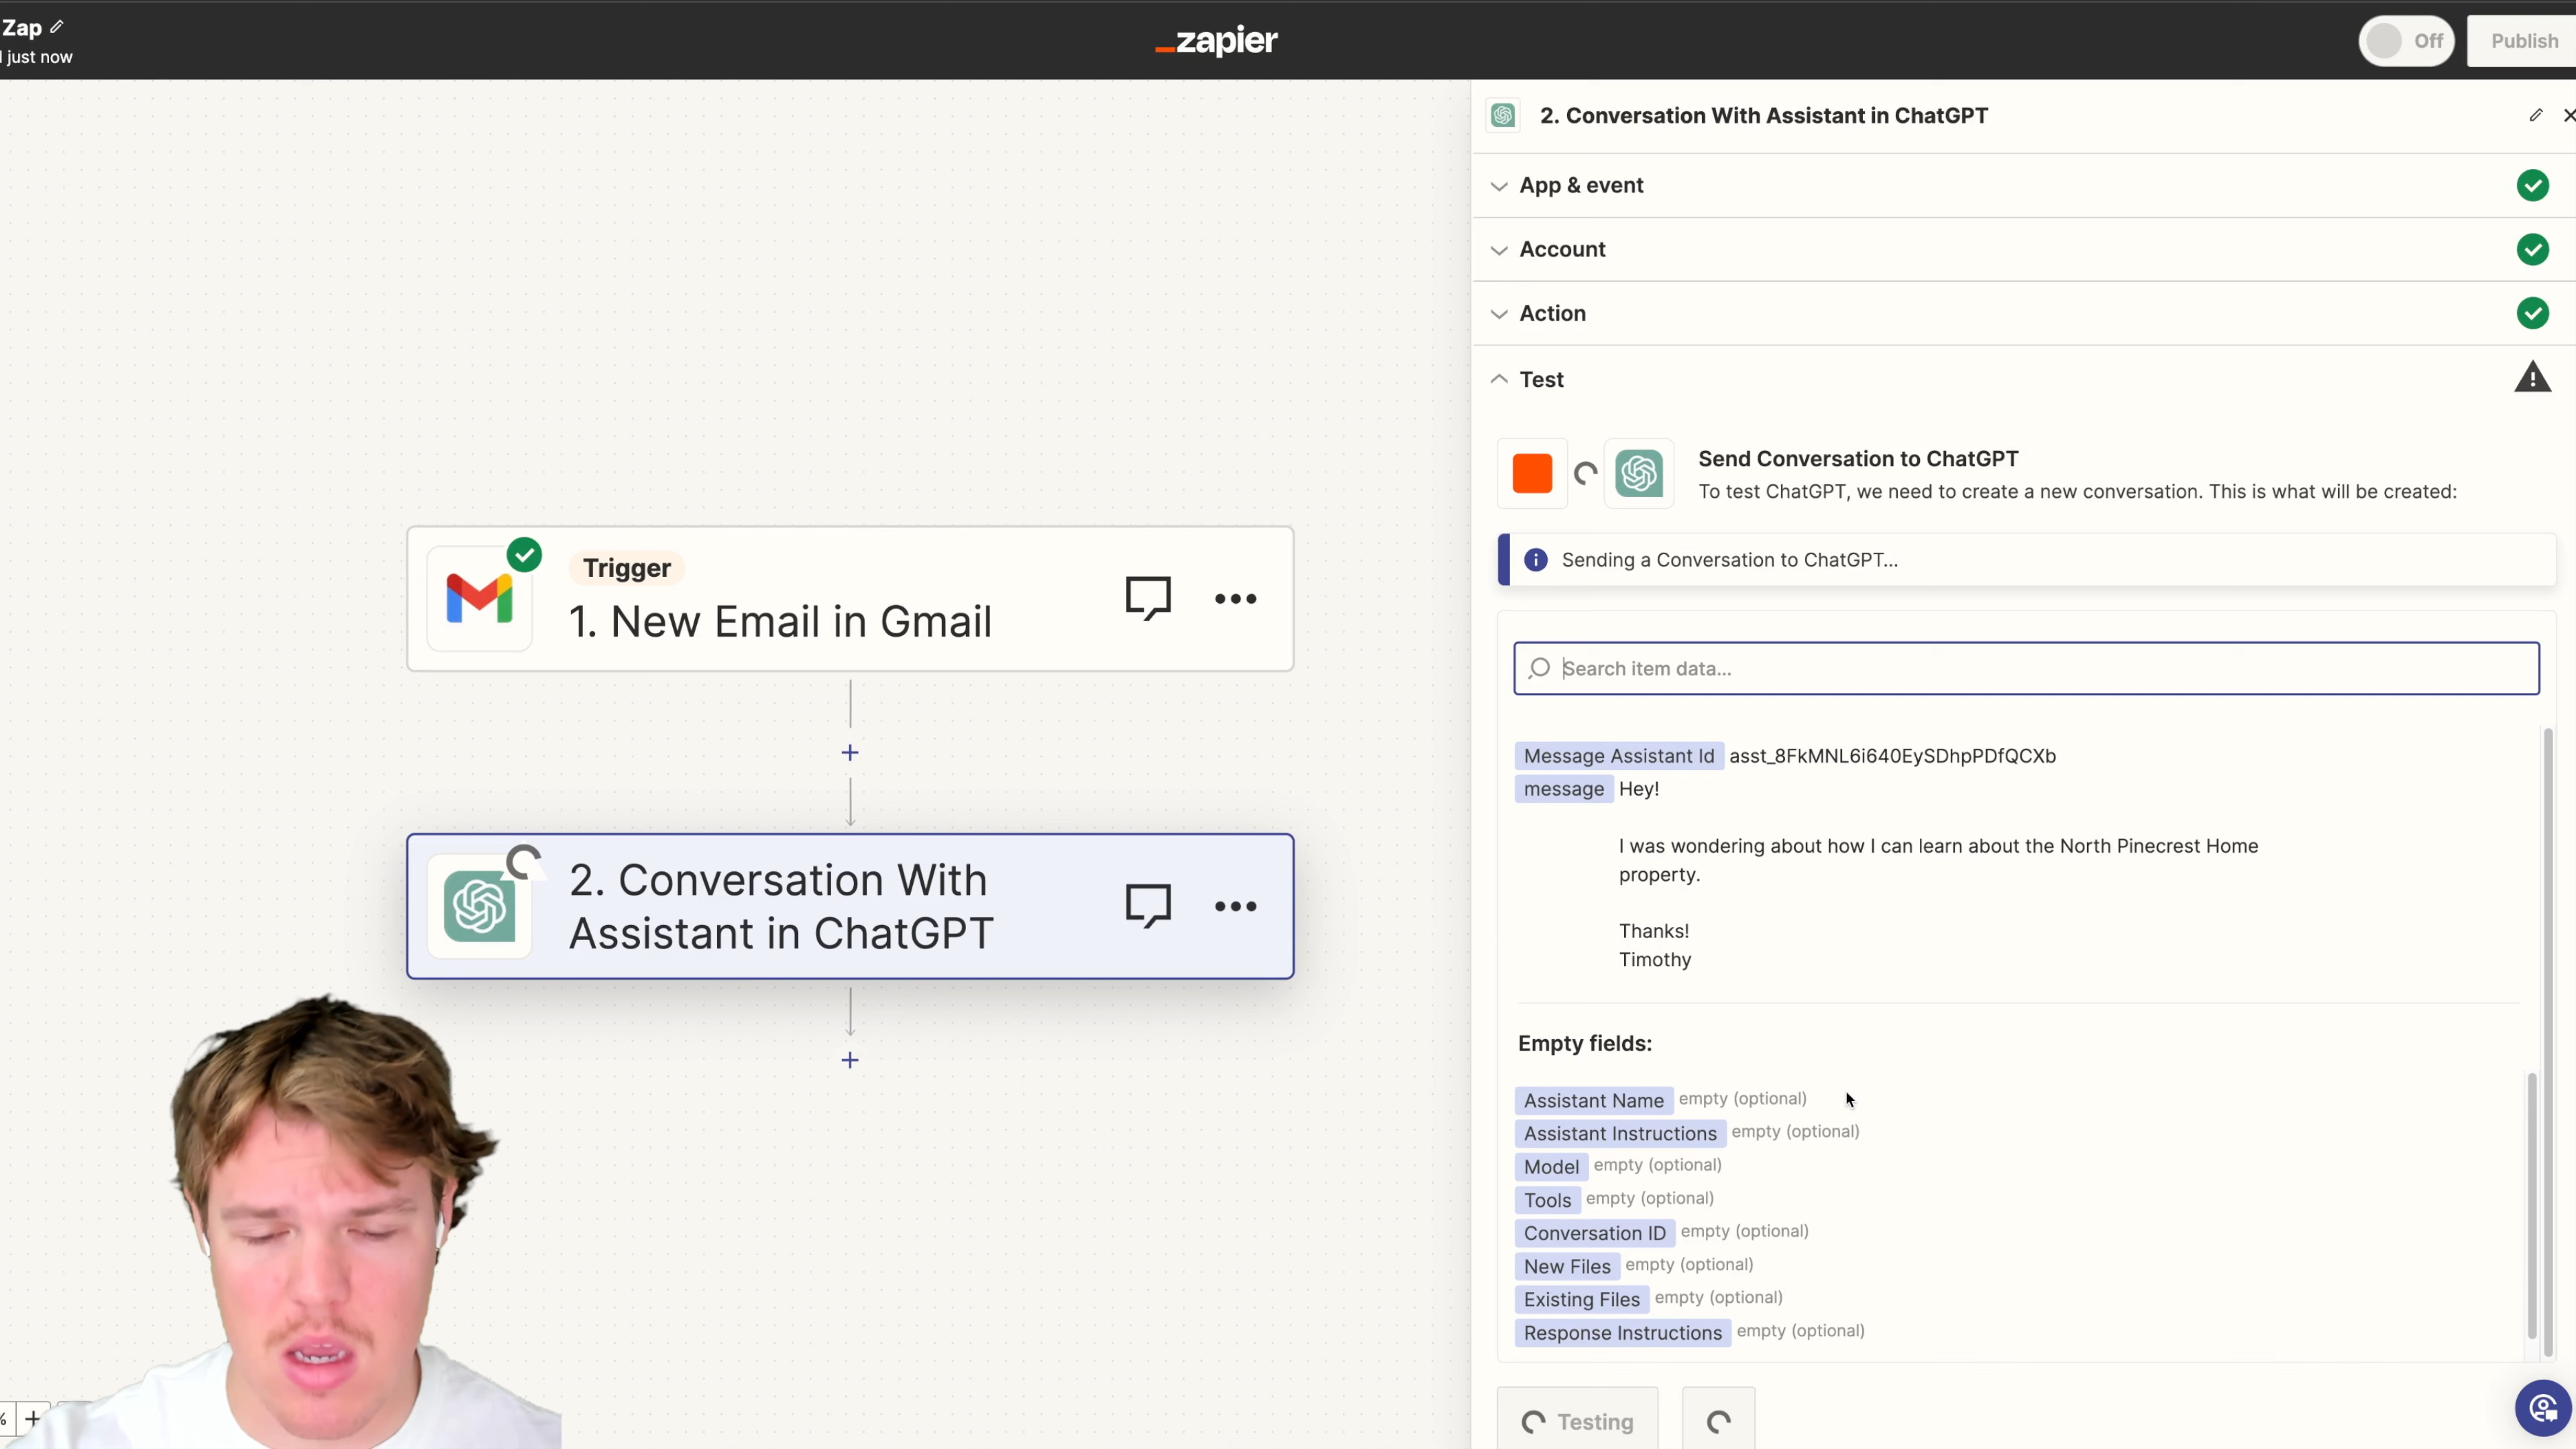 Zap
just now
zapier
Off
Publish
2. Conversation With Assistant in ChatGPT
App & event
Account
Action
Test
Send Conversation to ChatGPT
To test ChatGPT, we need to create a new conversation. This is what will be created:
Sending a Conversation to ChatGPT...
Search item data...
Message Assistant Id asst_8FkMNL6i640EySDhpPDfQCXb
message Hey!
I was wondering about how I can learn about the North Pinecrest Home
property.
Thanks!
Timothy
Empty fields:
Assistant Name empty (optional)
Assistant Instructions empty (optional)
Model empty (optional)
Tools empty (optional)
Conversation ID empty (optional)
New Files empty (optional)
Existing Files empty (optional)
Response Instructions empty (optional)
Testing
Trigger
1. New Email in Gmail
2. Conversation With
Assistant in ChatGPT
%